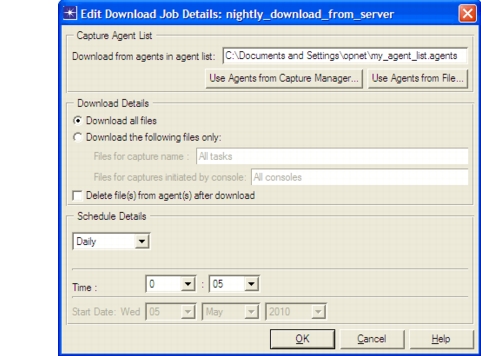 Edit Download Job Details: nightly_download_from_server
Capture Agent List
Download from agents in agent list: C:\Documents and Settings\opnet\my_agent_list.agents
Use Agents from Capture Manager... Use Agents from File...
Download Details
Download all files
Download the following files only:
Files for capture name : All tasks
Files for captures initiated by console: All consoles
Delete file(s) from agent(s) after download
Schedule Details
Daily
Time : 0 : 05
Start Date: Wed 05 May 2010
OK Cancel Help